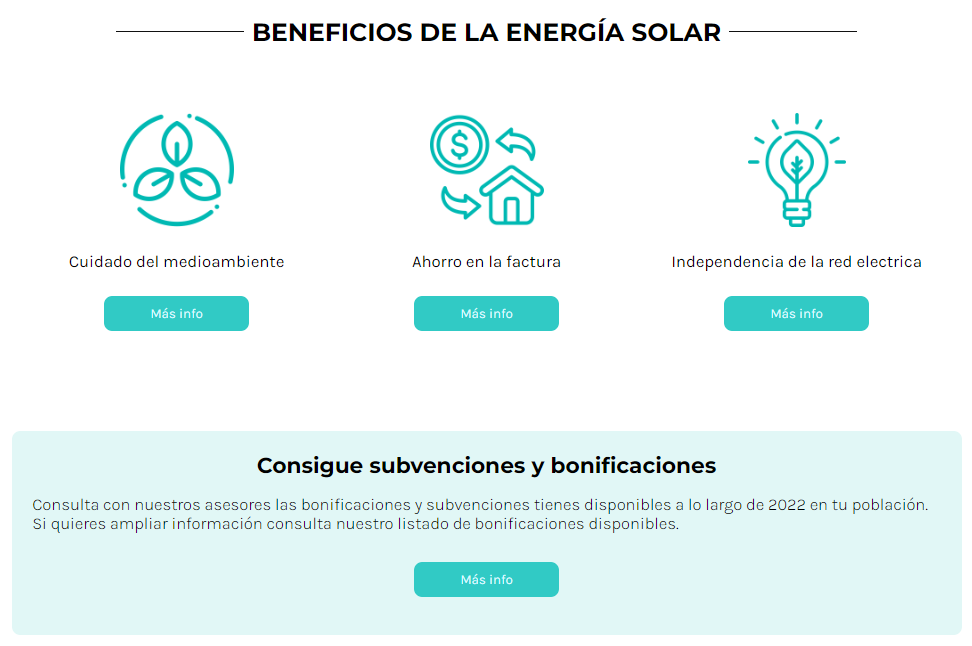 BENEFICIOS DE LA ENERGÍA SOLAR
$
Cuidado del medioambiente
Ahorro en la factura
Independencia de la red electrica
Más info
Más info
Más info
Consigue subvenciones y bonificaciones
Consulta con nuestros asesores las bonificaciones y subvenciones tienes disponibles a lo largo de 2022 en tu población.
Si quieres ampliar información consulta nuestro listado de bonificaciones disponibles.
Más info